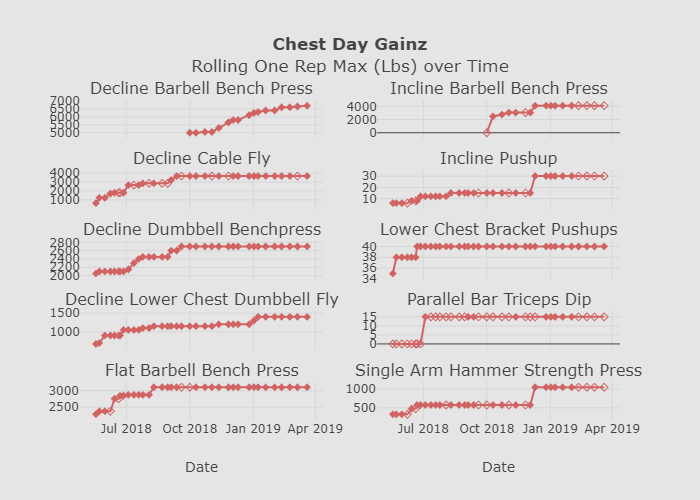 Chest Day Gainz
Rolling One Rep Max (Lbs) over Time
Decline Barbell Bench Press
7000
6500
6000
5500
5000
Incline Barbell Bench Press
4000
2000
0
Decline Cable Fly
4000
3000
2000
1000
Incline Pushup
30
20
10
Decline Dumbbell Benchpress
2800
2600
2400
2200
2000
Lower Chest Bracket Pushups
40
38
36
34
Decline Lower Chest Dumbbell Fly
1500
1000
Parallel Bar Triceps Dip
15
10
5
0
Flat Barbell Bench Press
3000
2500
Jul 2018 Oct 2018 Jan 2019 Apr 2019
Date
Single Arm Hammer Strength Press
1000
500
Jul 2018 Oct 2018 Jan 2019 Apr 2019
Date